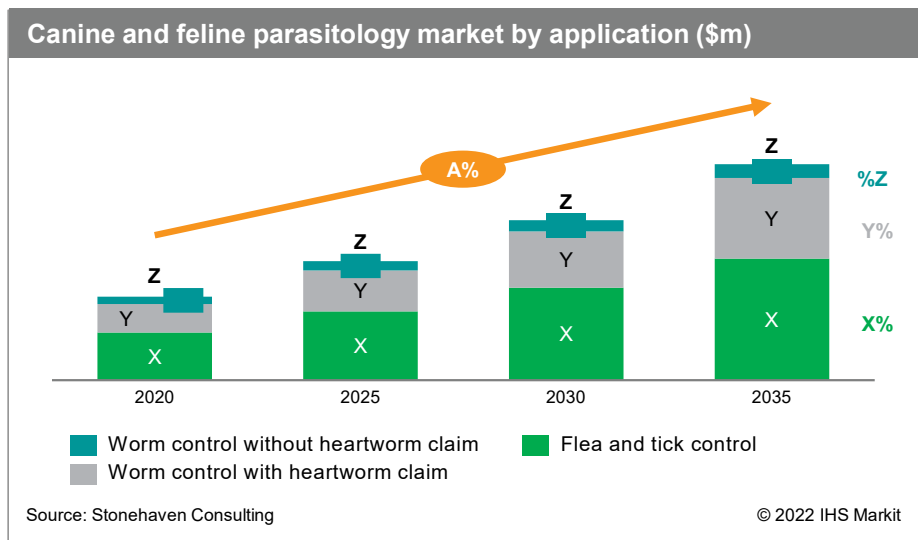 Canine and feline parasitology market by application ($m)
A%
Z
Z
Z
Z
%Z
Y
Y
Y
Y
Y%
X
X
X
X
X%
2020 2025 2030 2035
Worm control without heartworm claim Flea and tick control
Worm control with heartworm claim
Source: Stonehaven Consulting © 2022 IHS Markit